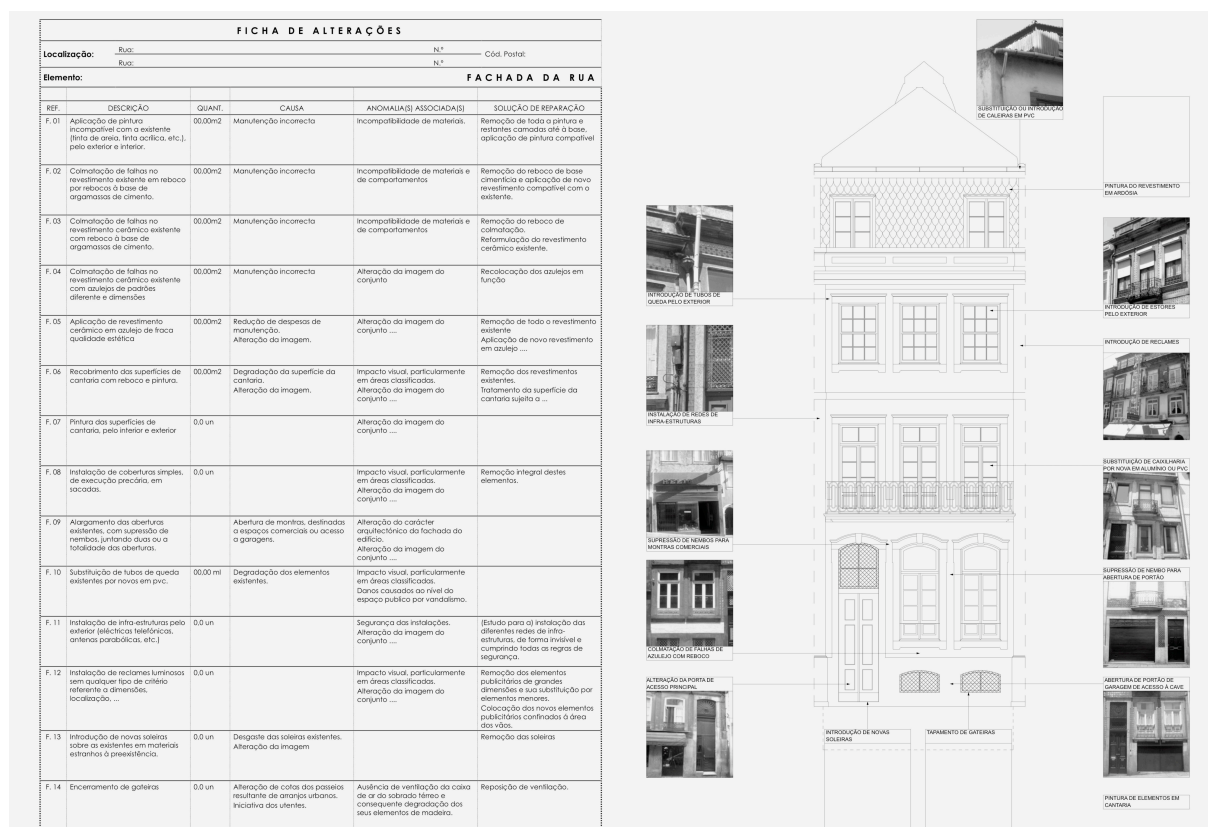 FICHA DE ALTERAÇÕES
Localização: Rua: N.º Cód. Postal:
Rua: N.º
Elemento: FACHADA DA RUA
REF. DESCRIÇÃO QUANT. CAUSA ANOMALIA(S) ASSOCIADA(S) SOLUÇÃO DE REPARAÇÃO
F. 01 Aplicação de pintura 00,00m2 Manutenção incorrecta Incompatibilidade de materiais. Remoção de toda a pintura e
incompatível com a existente restantes camadas até à base,
(tinta de areia, tinta acrílica, etc.), aplicação de pintura compatível
pelo exterior e interior.
F. 02 Colmatação de falhas no 00,00m2 Manutenção incorrecta Incompatibilidade de materiais e Remoção do reboco de base
revestimento existente em reboco de comportamentos cimentícia e aplicação de novo
por rebocos à base de revestimento compatível com o
argamassas de cimento. existente.
F. 03 Colmatação de falhas no 00,00m2 Manutenção incorrecta Incompatibilidade de materiais e Remoção do reboco de
revestimento cerâmico existente de comportamentos colmatação.
com reboco à base de Reformulação do revestimento
argamassas de cimento. cerâmico existente.
F. 04 Colmatação de falhas no 00,00m2 Manutenção incorrecta Alteração da imagem do Recolocação dos azulejos em
revestimento cerâmico existente conjunto função
com azulejos de padrões
diferente e dimensões
F. 05 Aplicação de revestimento 00,00m2 Redução de despesas de Alteração da imagem do Remoção de todo o revestimento
cerâmico em azulejo de fraca manutenção. conjunto .... existente
qualidade estética Alteração da imagem. Aplicação de novo revestimento
em azulejo ....
F. 06 Recobrimento das superfícies de 00,00m2 Degradação da superfície da Impacto visual, particularmente Remoção dos revestimentos
cantaria com reboco e pintura. cantaria. em áreas classificadas. existentes.
Alteração da imagem. Alteração da imagem do Tratamento da superfície da
conjunto .... cantaria sujeita a ...
F. 07 Pintura das superfícies de 0,0 un Alteração da imagem do
cantaria, pelo interior e exterior conjunto ....
F. 08 Instalação de coberturas simples, 0,0 un Impacto visual, particularmente Remoção integral destes
de execução precária, em em áreas classificadas. elementos.
sacadas. Alteração da imagem do
conjunto ....
F. 09 Alargamento das aberturas Abertura de montras, destinadas Alteração do carácter
existentes, com supressão de a espaços comerciais ou acesso arquitectónico da fachada do
nembos, juntando duas ou a a garagens. edifício.
totalidade das aberturas. Alteração da imagem do
conjunto ....
F. 10 Substituição de tubos de queda 00,00 ml Degradação dos elementos Impacto visual, particularmente
existentes por novos em pvc. existentes. em áreas classificadas.
Danos causados ao nível do
espaço publico por vandalismo.
F. 11 Instalação de infra-estruturas pelo 0,0 un Segurança das instalações. (Estudo para a) instalação das
exterior (eléctricas telefónicas, Alteração da imagem do diferentes redes de infra-
antenas parabólicas, etc.) conjunto .... estruturas, de forma invisível e
cumprindo todas as regras de
segurança.
F. 12 Instalação de reclames luminosos 0,0 un Impacto visual, particularmente Remoção dos elementos
sem qualquer tipo de critério em áreas classificadas. publicitários de grandes
referente a dimensões, Alteração da imagem do dimensões e sua substituição por
localização, ... conjunto .... elementos menores.
Colocação dos novos elementos
publicitários confinados à área
dos vãos.
F. 13 Introdução de novas soleiras 0,0 un Desgaste das soleiras existentes. Remoção das soleiras
sobre as existentes em materiais Alteração da imagem
estranhos à preexistência.
F. 14 Encerramento de gateiras 0,0 un Alteração de cotas dos passeios Ausência de ventilação da caixa Reposição de ventilação.
resultante de arranjos urbanos. de ar do sobrado térreo e
Iniciativa dos utentes. consequente degradação dos
seus elementos de madeira.
SUBSTITUIÇÃO OU INTRODUÇÃO
DE CALEIRAS EM PVC
PINTURA DO REVESTIMENTO
EM ARDÓSIA
INTRODUÇÃO DE TUBOS DE
QUEDA PELO EXTERIOR
INTRODUÇÃO DE ESTORES
PELO EXTERIOR
INTRODUÇÃO DE RECLAMES
INSTALAÇÃO DE REDES DE
INFRA-ESTRUTURAS
SUBSTITUIÇÃO DE CAIXILHARIA
POR NOVA EM ALUMÍNIO OU PVC
SUPRESSÃO DE NEMBOS PARA
MONTRAS COMERCIAIS
SUPRESSÃO DE NEMBO PARA
ABERTURA DE PORTÃO
COLMATAÇÃO DE FALHAS DE
AZULEJO COM REBOCO
ALTERAÇÃO DA PORTA DE
ACESSO PRINCIPAL
ABERTURA DE PORTÃO DE
GARAGEM DE ACESSO À CAVE
INTRODUÇÃO DE NOVAS
SOLEIRAS
TAPAMENTO DE GATEIRAS
PINTURA DE ELEMENTOS EM
CANTARIA